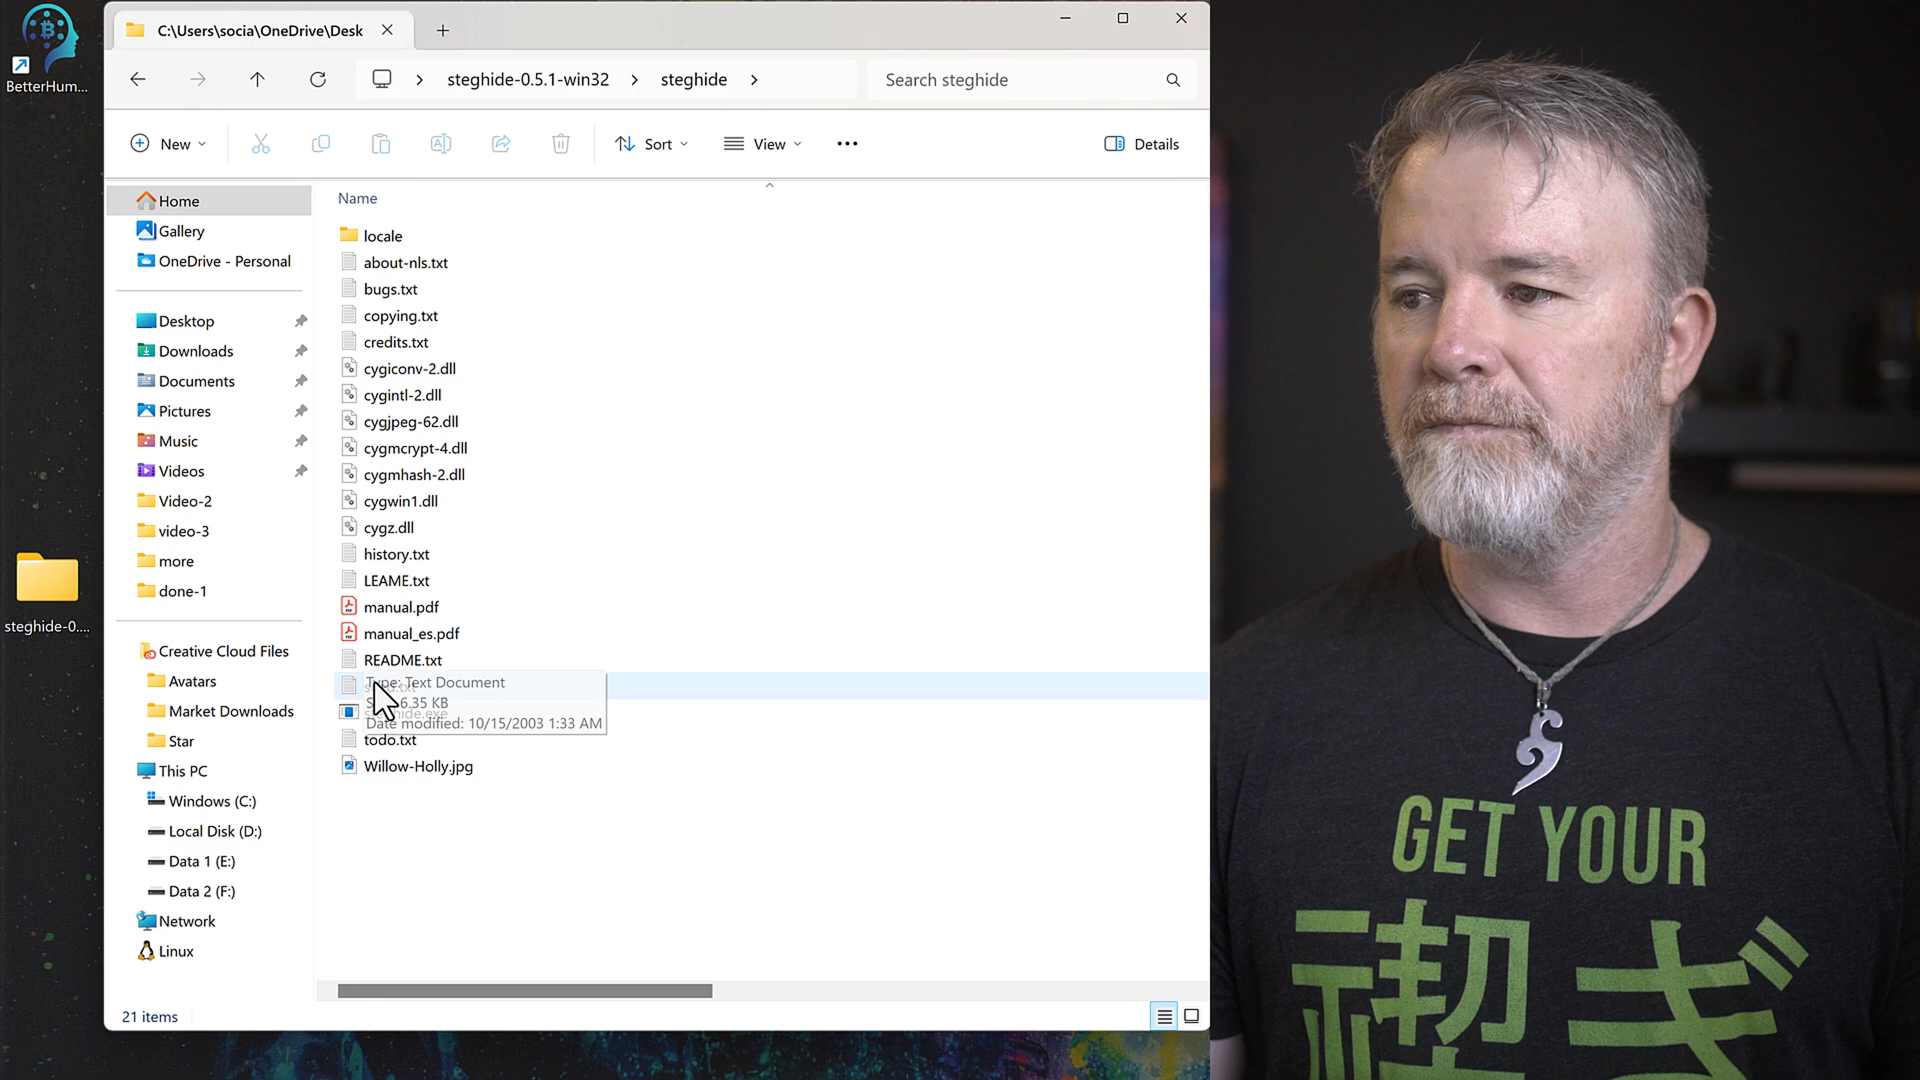 BetterHum...
C:\Users\socia\OneDrive\Desk
steghide-0.5.1-win32
steghide
Search steghide
New
Sort
View
Details
Home
Gallery
OneDrive - Personal
Desktop
Downloads
Documents
Pictures
Music
Videos
Video-2
video-3
more
done-1
Creative Cloud Files
Avatars
Market Downloads
Star
This PC
Windows (C:)
Local Disk (D:)
Data 1 (E:)
Data 2 (F:)
Network
Linux
steghide-0....
Name
locale
about-nls.txt
bugs.txt
copying.txt
credits.txt
cygiconv-2.dll
cygintl-2.dll
cygjpeg-62.dll
cygmcrypt-4.dll
cygmhash-2.dll
cygwin1.dll
cygz.dll
history.txt
LEAME.txt
manual.pdf
manual_es.pdf
README.txt
Type: Text Document
6.35 KB
Date modified: 10/15/2003 1:33 AM
todo.txt
Willow-Holly.jpg
21 items
GET YOUR
禊ぎ